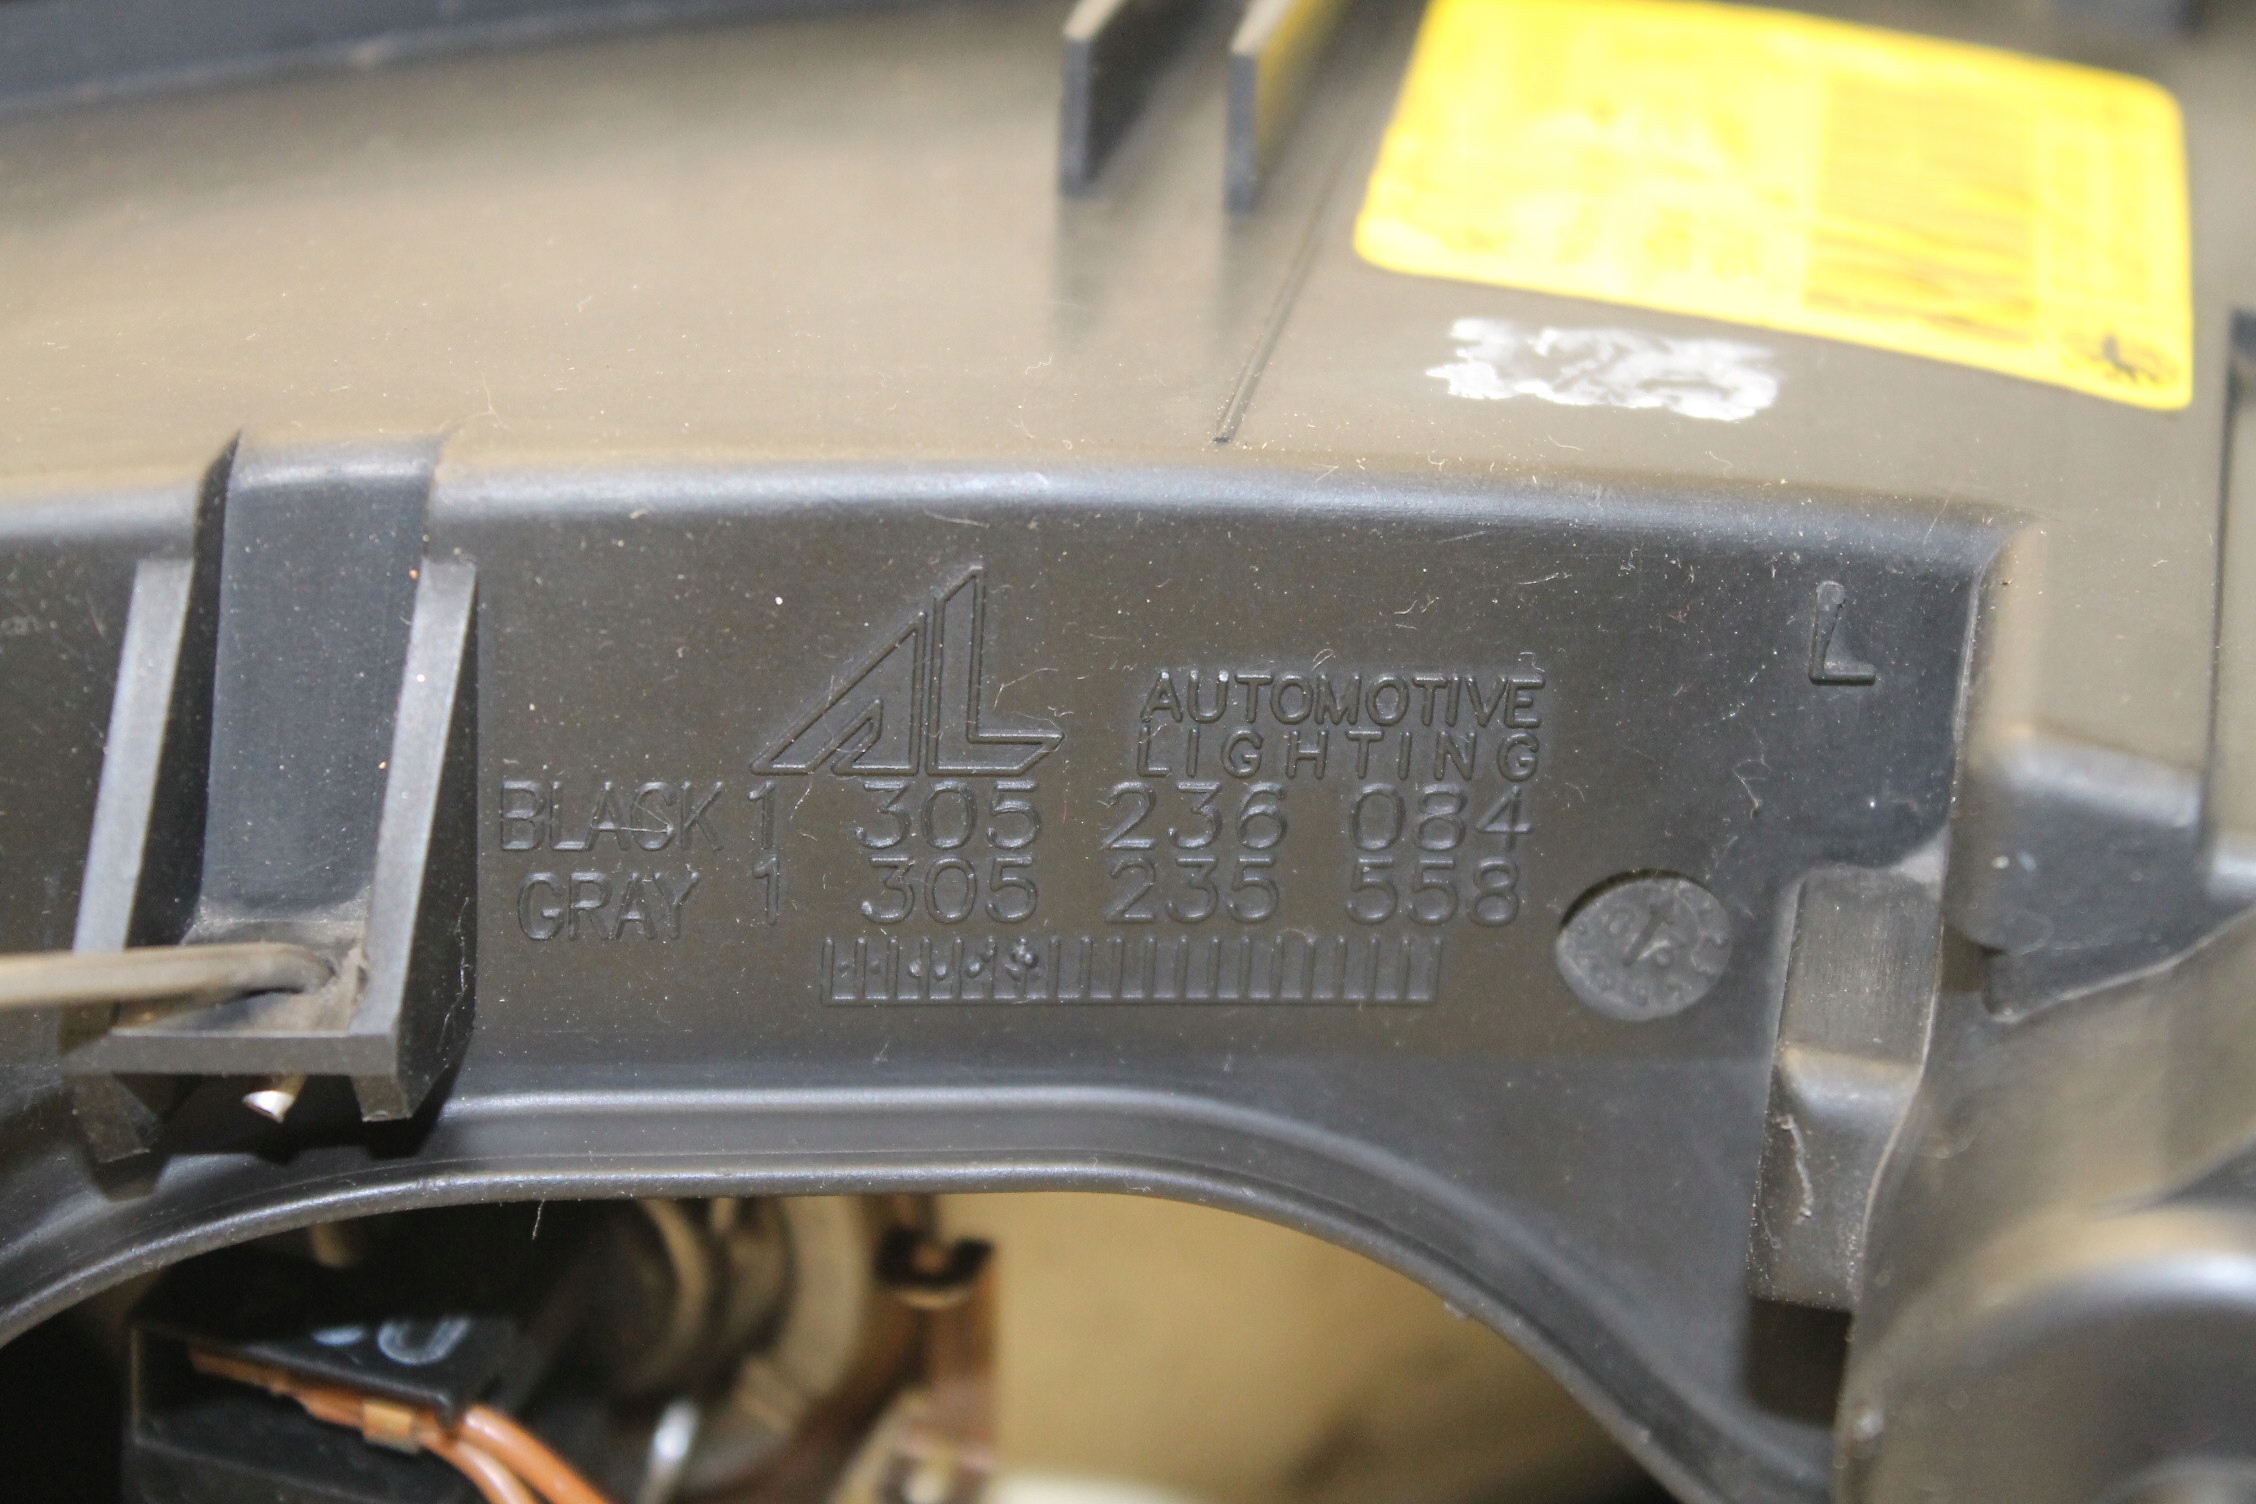 AL
AUTOMOTIVE
LIGHTING
L
BLACK 1 305 236 084
GRAY 1 305 235 558